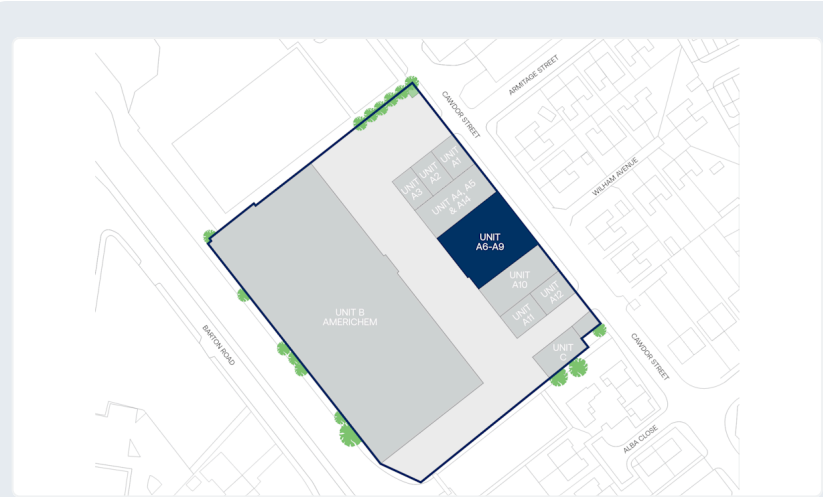 ARMITAGE STREET
CAWDOR STREET
WILHAM AVENUE
UNIT
A1
UNIT
A2
UNIT
A3
UNIT A4, A5
& A14
UNIT
A6-A9
UNIT
A10
UNIT
A12
UNIT
A11
UNIT B
AMERICHEM
UNIT
C
BARTON ROAD
CAWDOR STREET
ALBA CLOSE